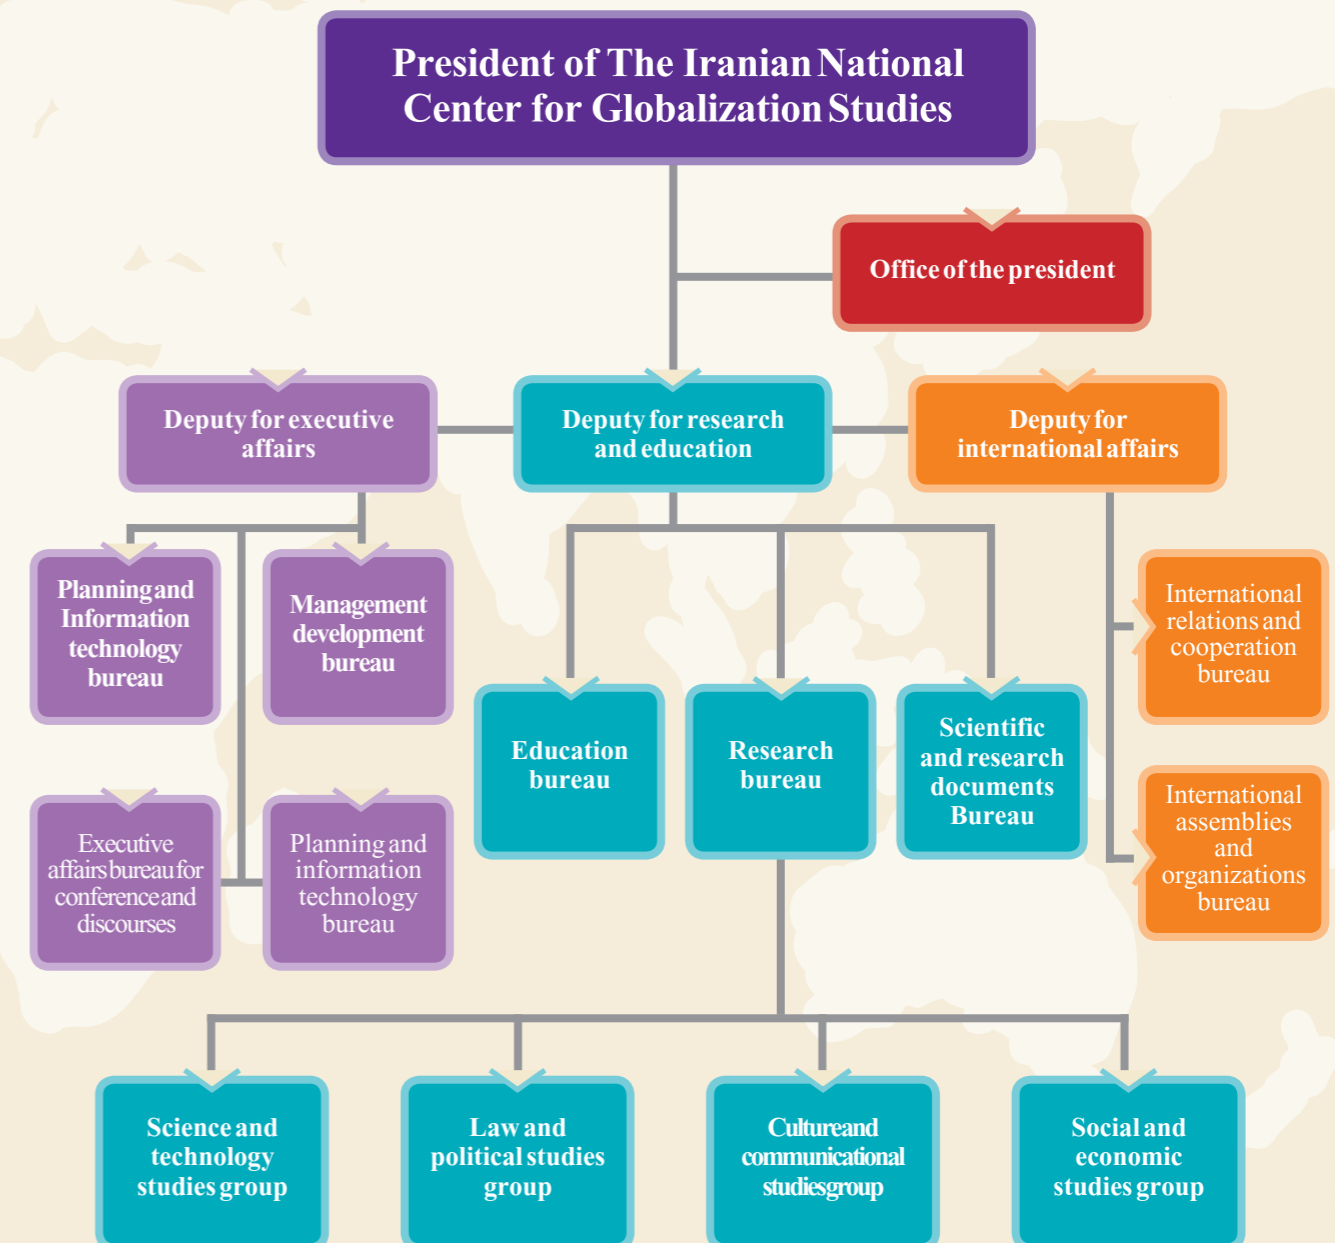 President of The Iranian National
Center for Globalization Studies
Office of the president
Deputy for executive
affairs
Deputy for research
and education
Deputy for
international affairs
Planning and
Information
technology
bureau
Management
development
bureau
International
relations and
cooperation
bureau
Education
bureau
Research
bureau
Scientific
and research
documents
Bureau
Executive
affairs bureau for
conference and
discourses
Planning and
information
technology
bureau
International
assemblies
and
organizations
bureau
Science and
technology
studies group
Law and
political studies
group
Culture and
communicational
studies group
Social and
economic
studies group